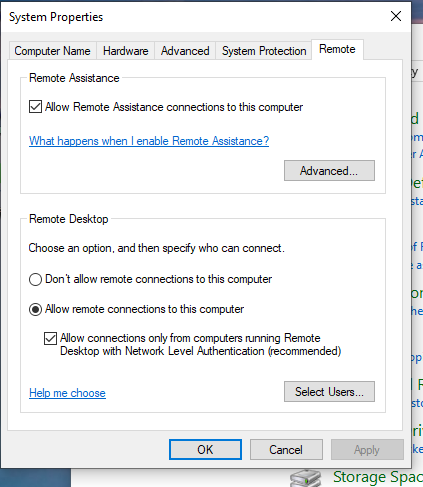 System Properties
Computer Name
Hardware
Advanced
System Protection
Remote
Remote Assistance
Allow Remote Assistance connections to this computer
What happens when I enable Remote Assistance?
Advanced...
Remote Desktop
Choose an option, and then specify who can connect.
Don't allow remote connections to this computer
Allow remote connections to this computer
Allow connections only from computers running Remote
Desktop with Network Level Authentication (recommended)
Help me choose
Select Users...
OK
Cancel
Apply
Storage Spac